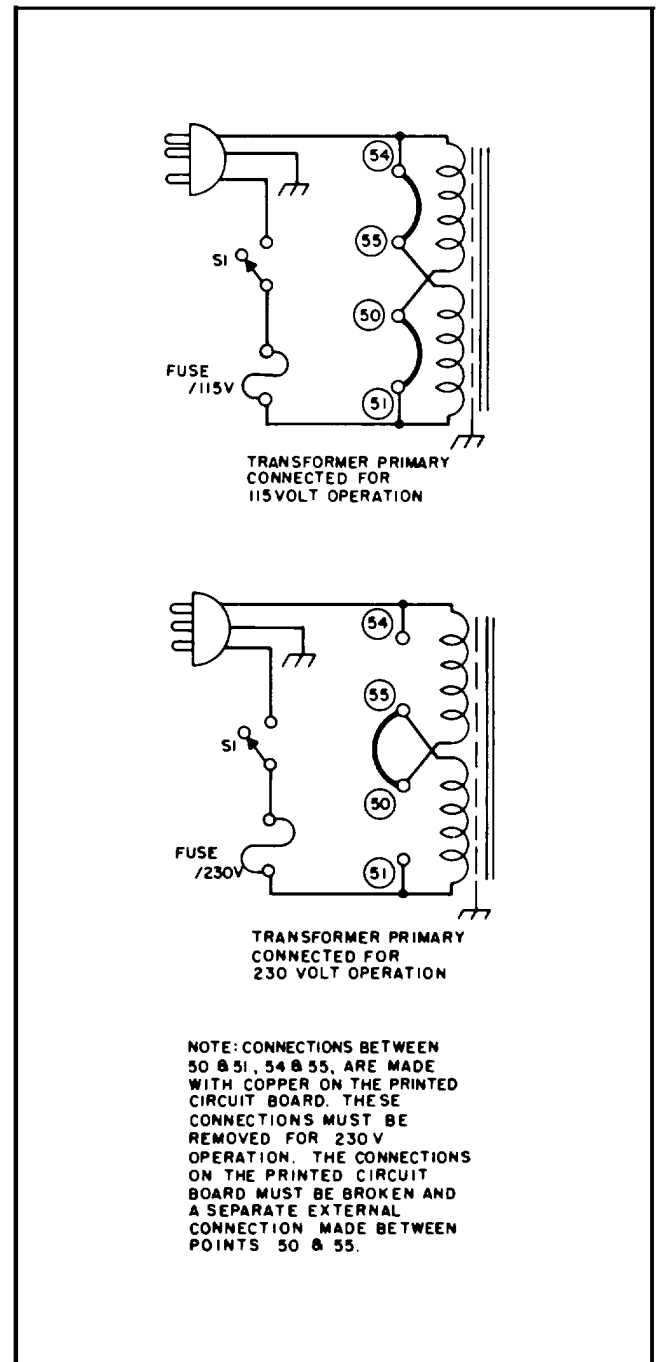 54
55
S1
50
FUSE
/115V
51
TRANSFORMER PRIMARY
CONNECTED FOR
115VOLT OPERATION
54
55
S1
50
FUSE
/230V
51
TRANSFORMER PRIMARY
CONNECTED FOR
230 VOLT OPERATION
NOTE: CONNECTIONS BETWEEN
50 & 51, 54 & 55, ARE MADE
WITH COPPER ON THE PRINTED
CIRCUIT BOARD. THESE
CONNECTIONS MUST BE
REMOVED FOR 230 V
OPERATION. THE CONNECTIONS
ON THE PRINTED CIRCUIT
BOARD MUST BE BROKEN AND
A SEPARATE EXTERNAL
CONNECTION MADE BETWEEN
POINTS 50 & 55.